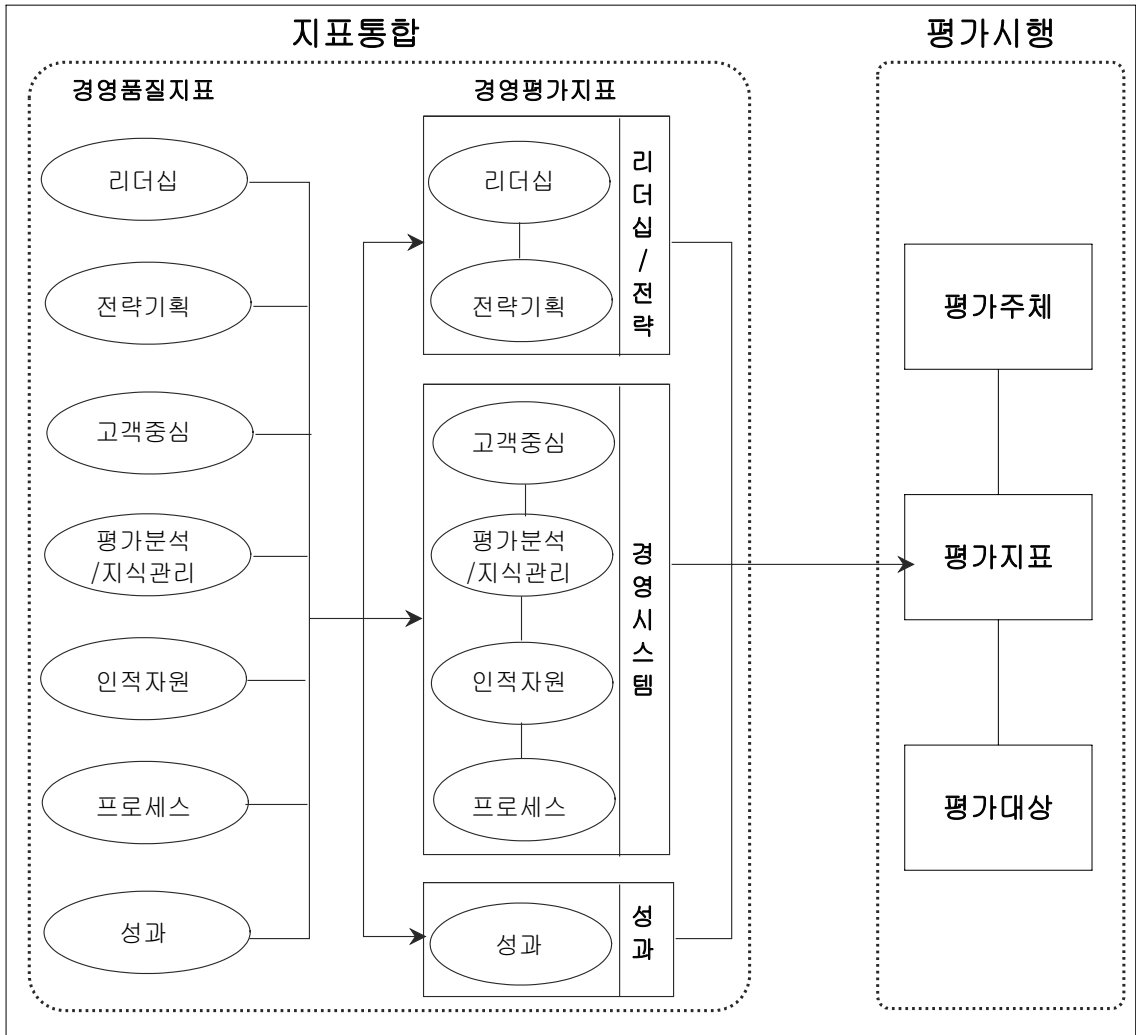 지표통합
평가시행
경영품질지표
경영평가지표
리더십
전략기획
고객중심
평가분석
/지식관리
인적자원
프로세스
성과
리더십
전략기획
리더십/전략
고객중심
평가분석
/지식관리
인적자원
프로세스
경영시스템
성과
성과
평가주체
평가지표
평가대상